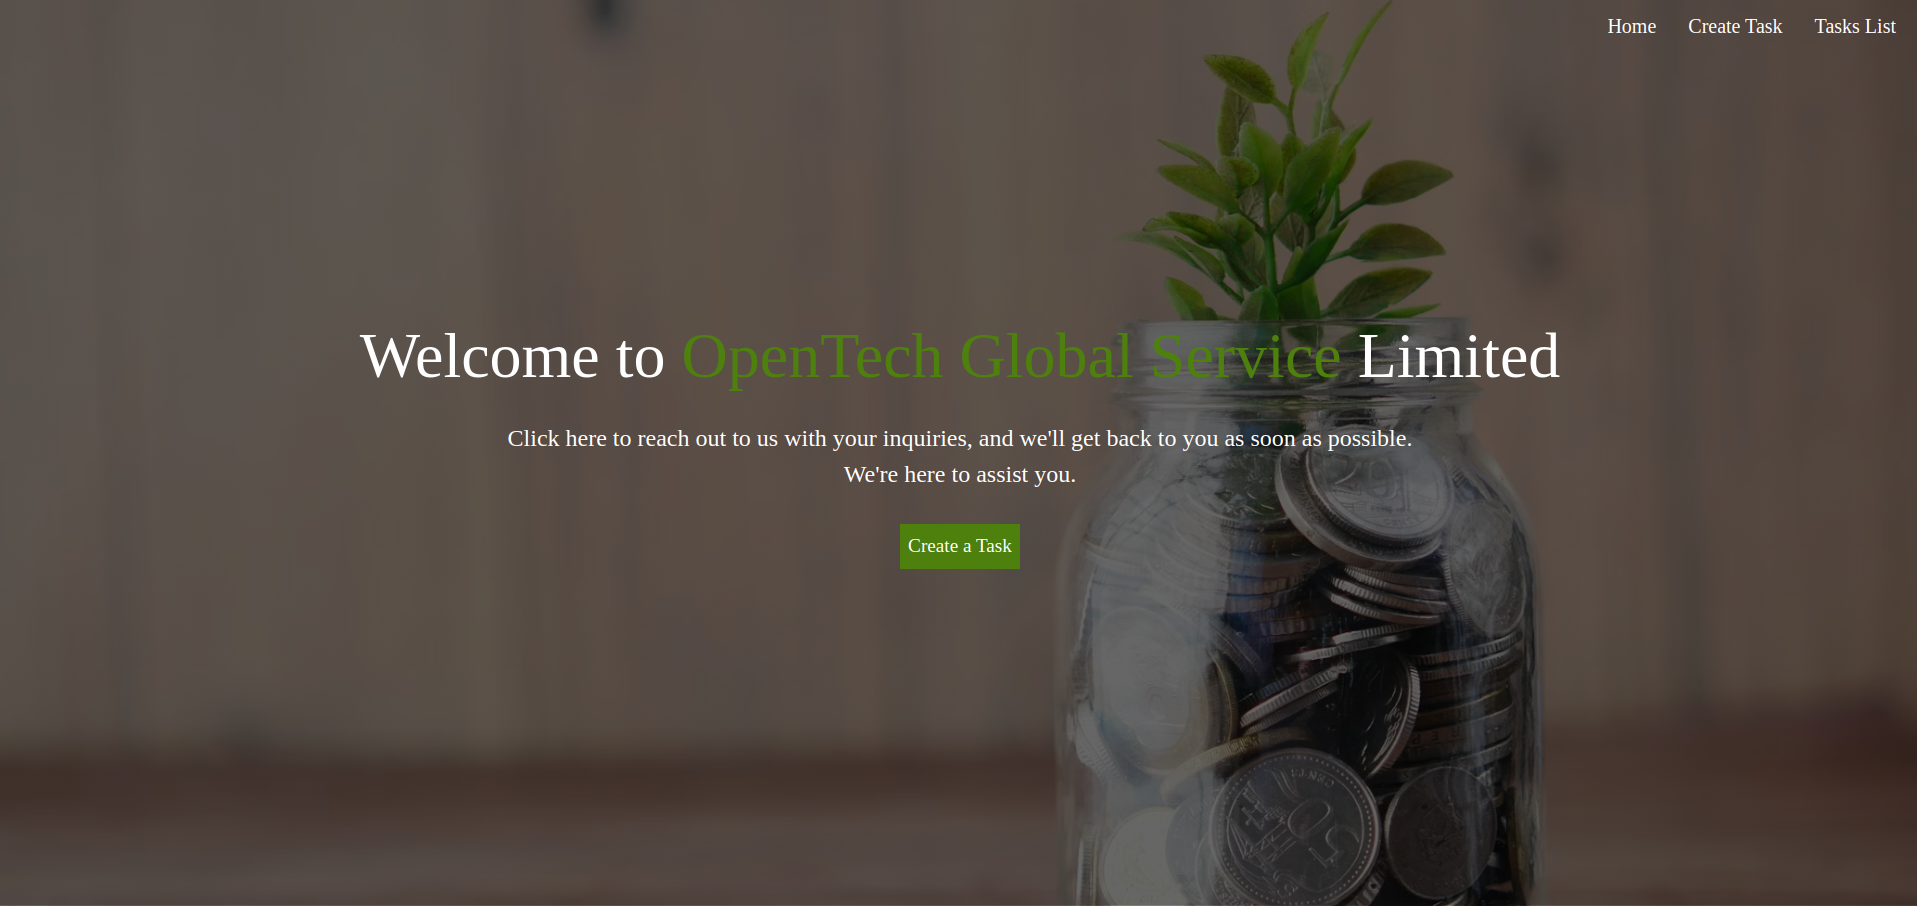 Home Create Task Tasks List
Welcome to OpenTech Global Service Limited
Click here to reach out to us with your inquiries, and we'll get back to you as soon as possible.
We're here to assist you.
Create a Task